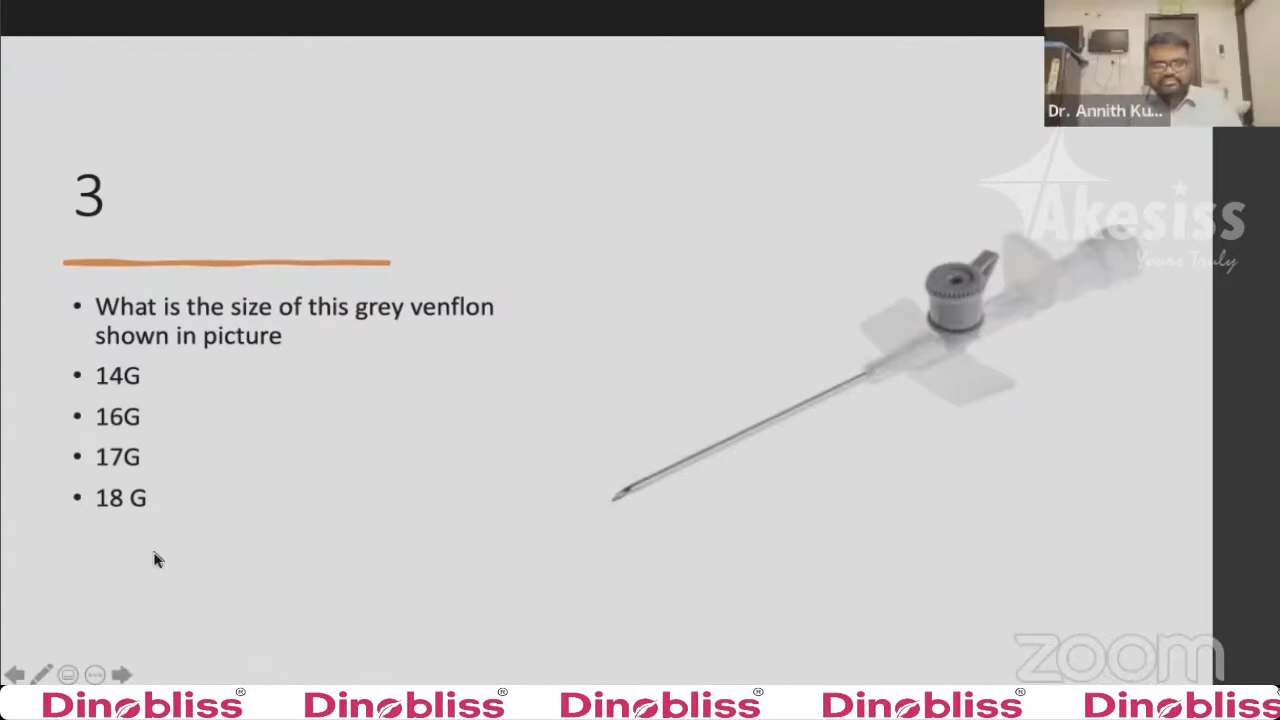 Dr. Annith Ku...
Akesiss
Yours Truly
3
• What is the size of this grey venflon
shown in picture
• 14G
• 16G
• 17G
• 18 G
zoom
Dinobliss® Dinobliss® Dinobliss® Dinobliss® Dinobliss